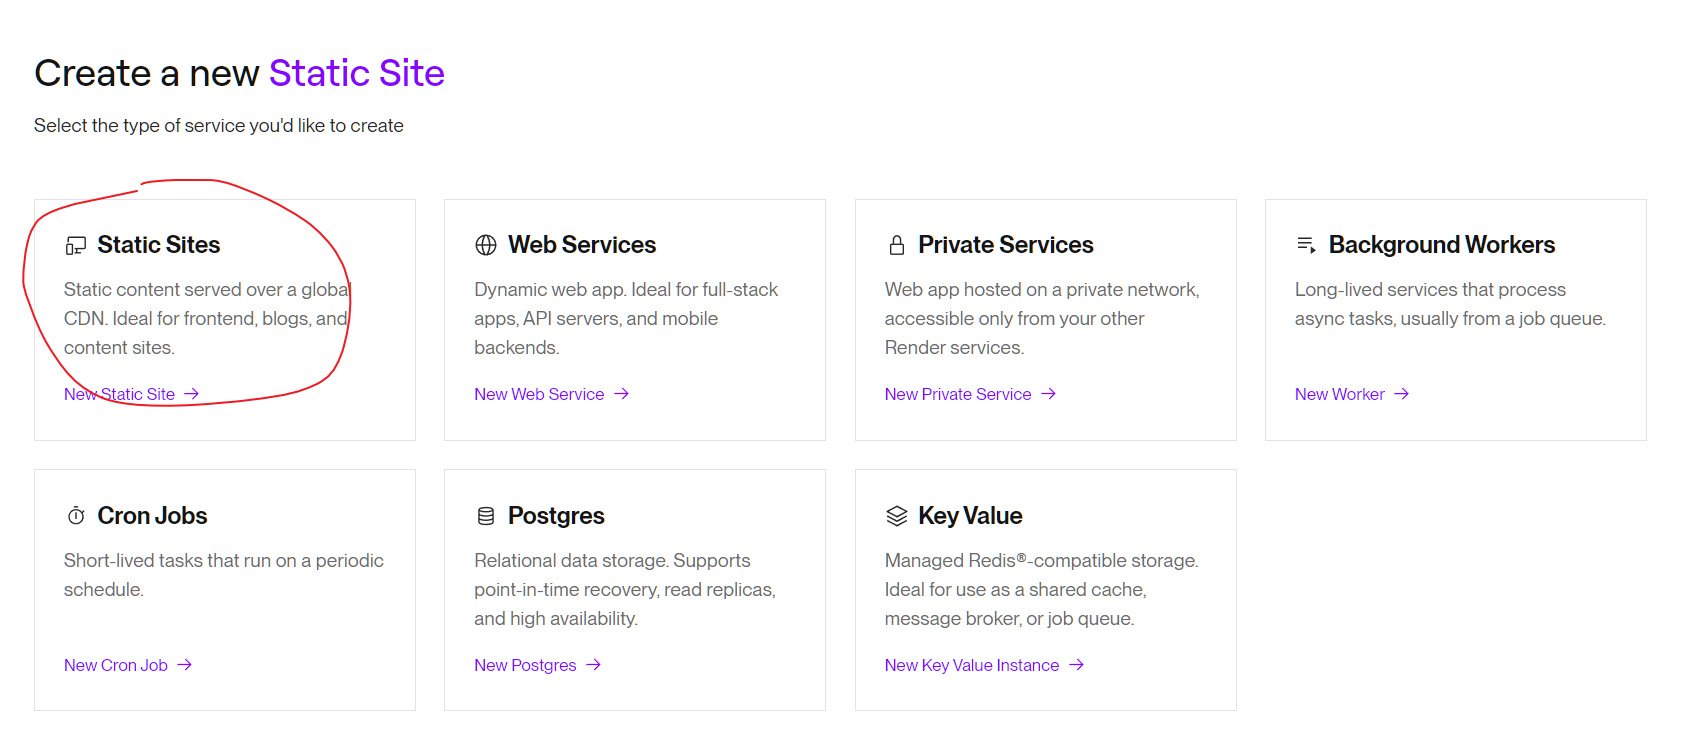 Create a new Static Site
Select the type of service you'd like to create
Static Sites
Static content served over a global
CDN. Ideal for frontend, blogs, and
content sites.
New Static Site →
Web Services
Dynamic web app. Ideal for full-stack
apps, API servers, and mobile
backends.
New Web Service →
Private Services
Web app hosted on a private network,
accessible only from your other
Render services.
New Private Service →
Background Workers
Long-lived services that process
async tasks, usually from a job queue.
New Worker →
Cron Jobs
Short-lived tasks that run on a periodic
schedule.
New Cron Job →
Postgres
Relational data storage. Supports
point-in-time recovery, read replicas,
and high availability.
New Postgres →
Key Value
Managed Redis®-compatible storage.
Ideal for use as a shared cache,
message broker, or job queue.
New Key Value Instance →